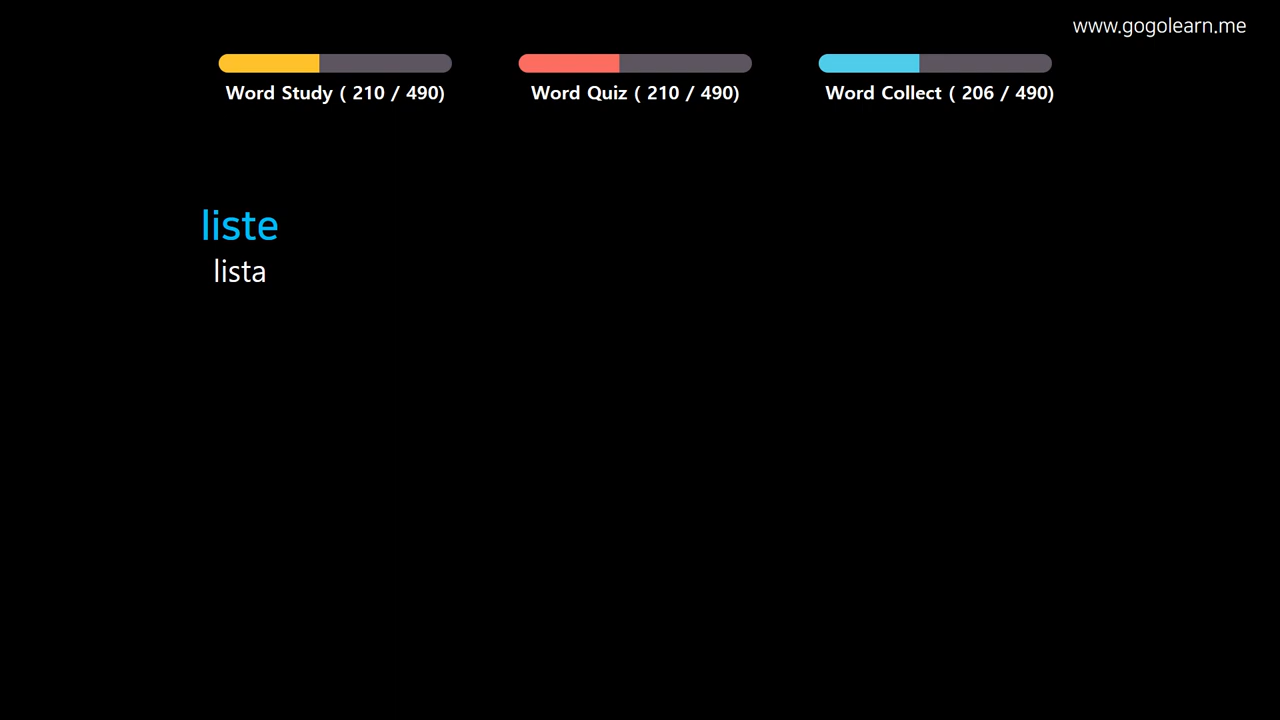 www.gogolearn.me
Word Study ( 210 / 490)
Word Quiz ( 210 / 490)
Word Collect ( 206 / 490)
liste
lista